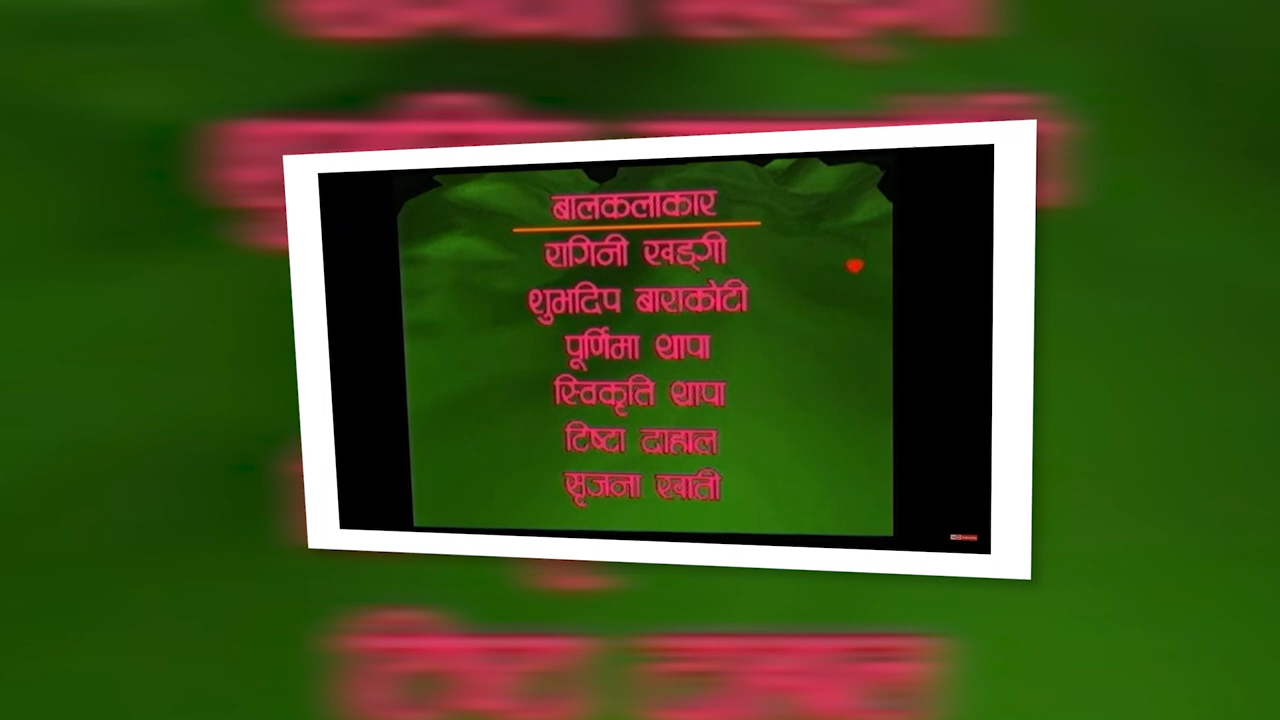 बालकलाकार
रागिनी खड्गी
शुभदिप बाराकोटी
पूर्णिमा थापा
स्विकृति थापा
टिष्टा दाहाल
सृजना खाती